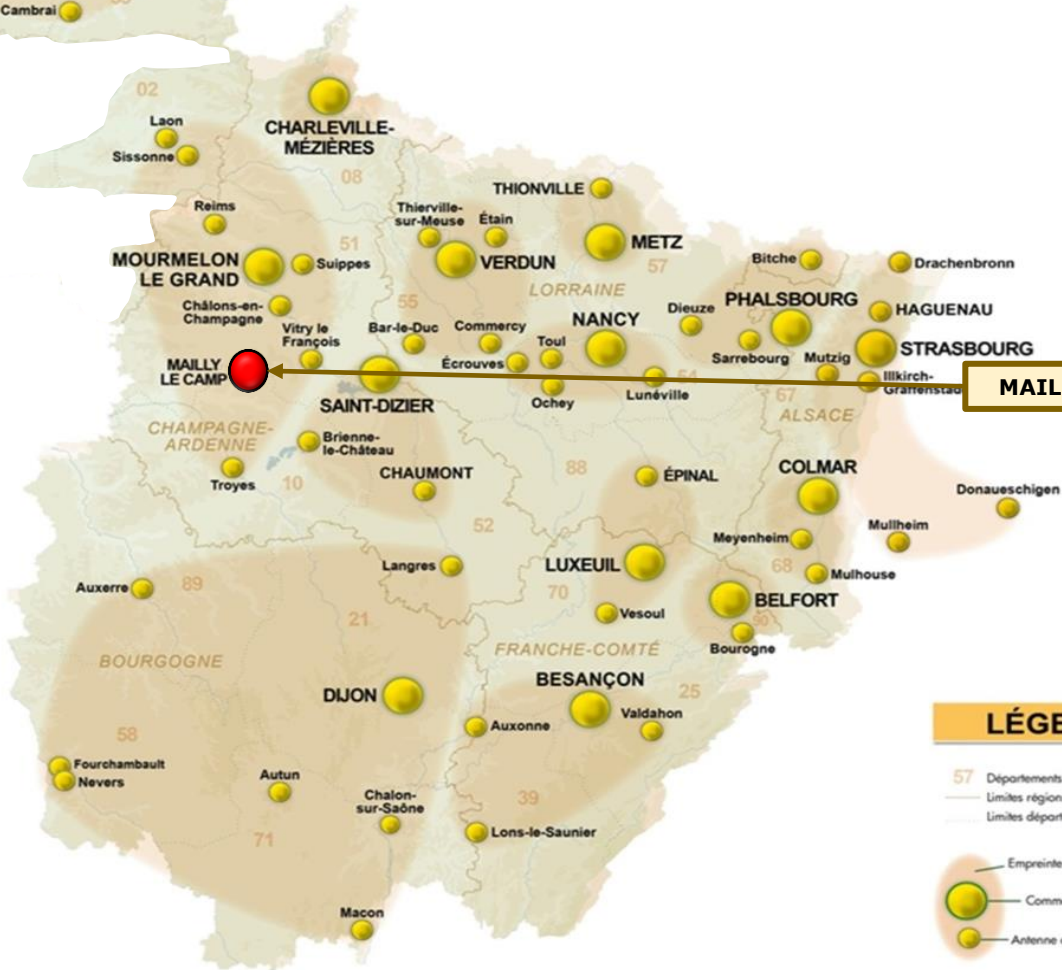 Cambrai
02
Laon
Sissonne
CHARLEVILLE-
MÉZIÈRES
08
Reims
THIONVILLE
Thierville-
sur-Meuse
Étain
51
MOURMELON
LE GRAND
Suippes
VERDUN
METZ
57
Bitche
Drachenbronn
LORRAINE
Châlons-en-
Champagne
55
Dieuze
PHALSBOURG
HAGUENAU
Vitry le
François
Bar-le-Duc
Commercy
NANCY
Toul
Écrouves
Sarrebourg
Mutzig
STRASBOURG
MAILLY
LE CAMP
SAINT-DIZIER
Ochey
Lunéville
54
67
Illkirch-
Graffenstad
MAIL
ALSACE
CHAMPAGNE-
ARDENNE
Brienne-
le-Château
Troyes
10
CHAUMONT
88
ÉPINAL
COLMAR
52
Donaueschigen
Mullheim
Meyenheim
Langres
LUXEUIL
68
Mulhouse
Auxerre
89
70
BELFORT
90
21
Vesoul
Bourogne
BOURGOGNE
FRANCHE-COMTÉ
BESANÇON
25
DIJON
Auxonne
Valdahon
58
Fourchambault
Nevers
Autun
Chalon-
sur-Saône
39
71
Lons-le-Saunier
Macon
LÉGE
57 Départements
Limites région
Limites départ
Empreinte
Comm
Antenne